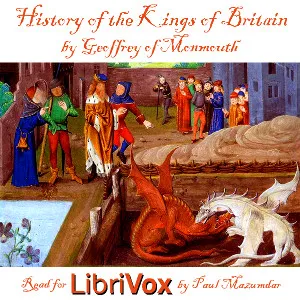 History of the Kings of Britain
by Geoffrey of Monmouth
Read for LibriVox by Paul Mazumdar